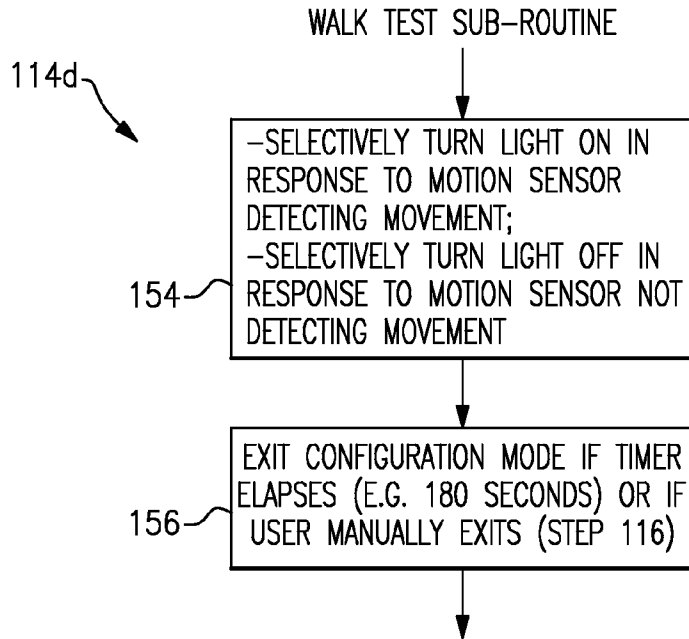 WALK TEST SUB-ROUTINE
114d
-SELECTIVELY TURN LIGHT ON IN
RESPONSE TO MOTION SENSOR
DETECTING MOVEMENT;
-SELECTIVELY TURN LIGHT OFF IN
RESPONSE TO MOTION SENSOR NOT
DETECTING MOVEMENT
154
EXIT CONFIGURATION MODE IF TIMER
ELAPSES (E.G. 180 SECONDS) OR IF
USER MANUALLY EXITS (STEP 116)
156